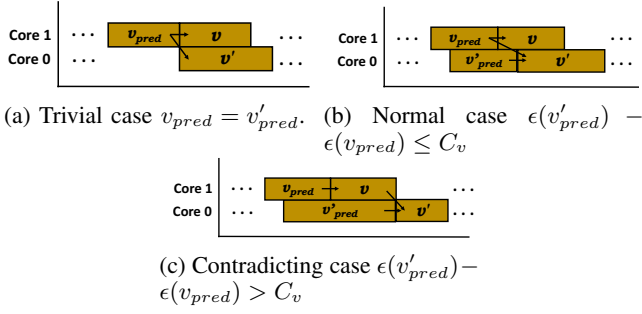 Core 1 · · · v_pred v · · ·
Core 0 v'
(a) Trivial case v_pred = v'_pred.
Core 1 · · · v_pred v · · ·
Core 0 v'_pred v'
(b) Normal case ϵ(v'_pred) −
ϵ(v_pred) ≤ C_v
Core 1 · · · v_pred v · · ·
Core 0 · · · v'_pred v' · · ·
(c) Contradicting case ϵ(v'_pred)−
ϵ(v_pred) > C_v